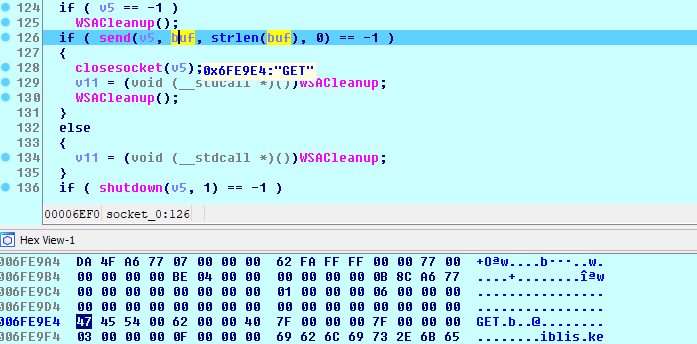 124 if ( v5 == -1 )
125 WSACleanup();
126 if ( send(v5, buf, strlen(buf), 0) == -1 )
127 {
128 closesocket(v5); 0x6FE9E4:"GET"
129 v11 = (void (__stdcall *)())WSACleanup;
130 WSACleanup();
131 }
132 else
133 {
134 v11 = (void (__stdcall *)())WSACleanup;
135 }
136 if ( shutdown(v5, 1) == -1 )
00006EF0 socket_0:126
Hex View-1
006FE9A4 DA 4F A6 77 07 00 00 00 62 FA FF FF 00 00 77 00 +Oªw....b···..w.
006FE9B4 00 00 00 00 BE 04 00 00 00 00 00 00 0B 8C A6 77 ....+........îªw
006FE9C4 00 00 00 00 00 00 00 00 01 00 00 00 06 00 00 00 ................
006FE9D4 00 00 00 00 00 00 00 00 00 00 00 00 00 00 00 00 ................
006FE9E4 47 45 54 00 62 00 00 40 7F 00 00 00 7F 00 00 00 GET.b..@........
006FE9F4 03 00 00 00 0F 00 00 00 69 62 6C 69 73 2E 6B 65 ........iblis.ke